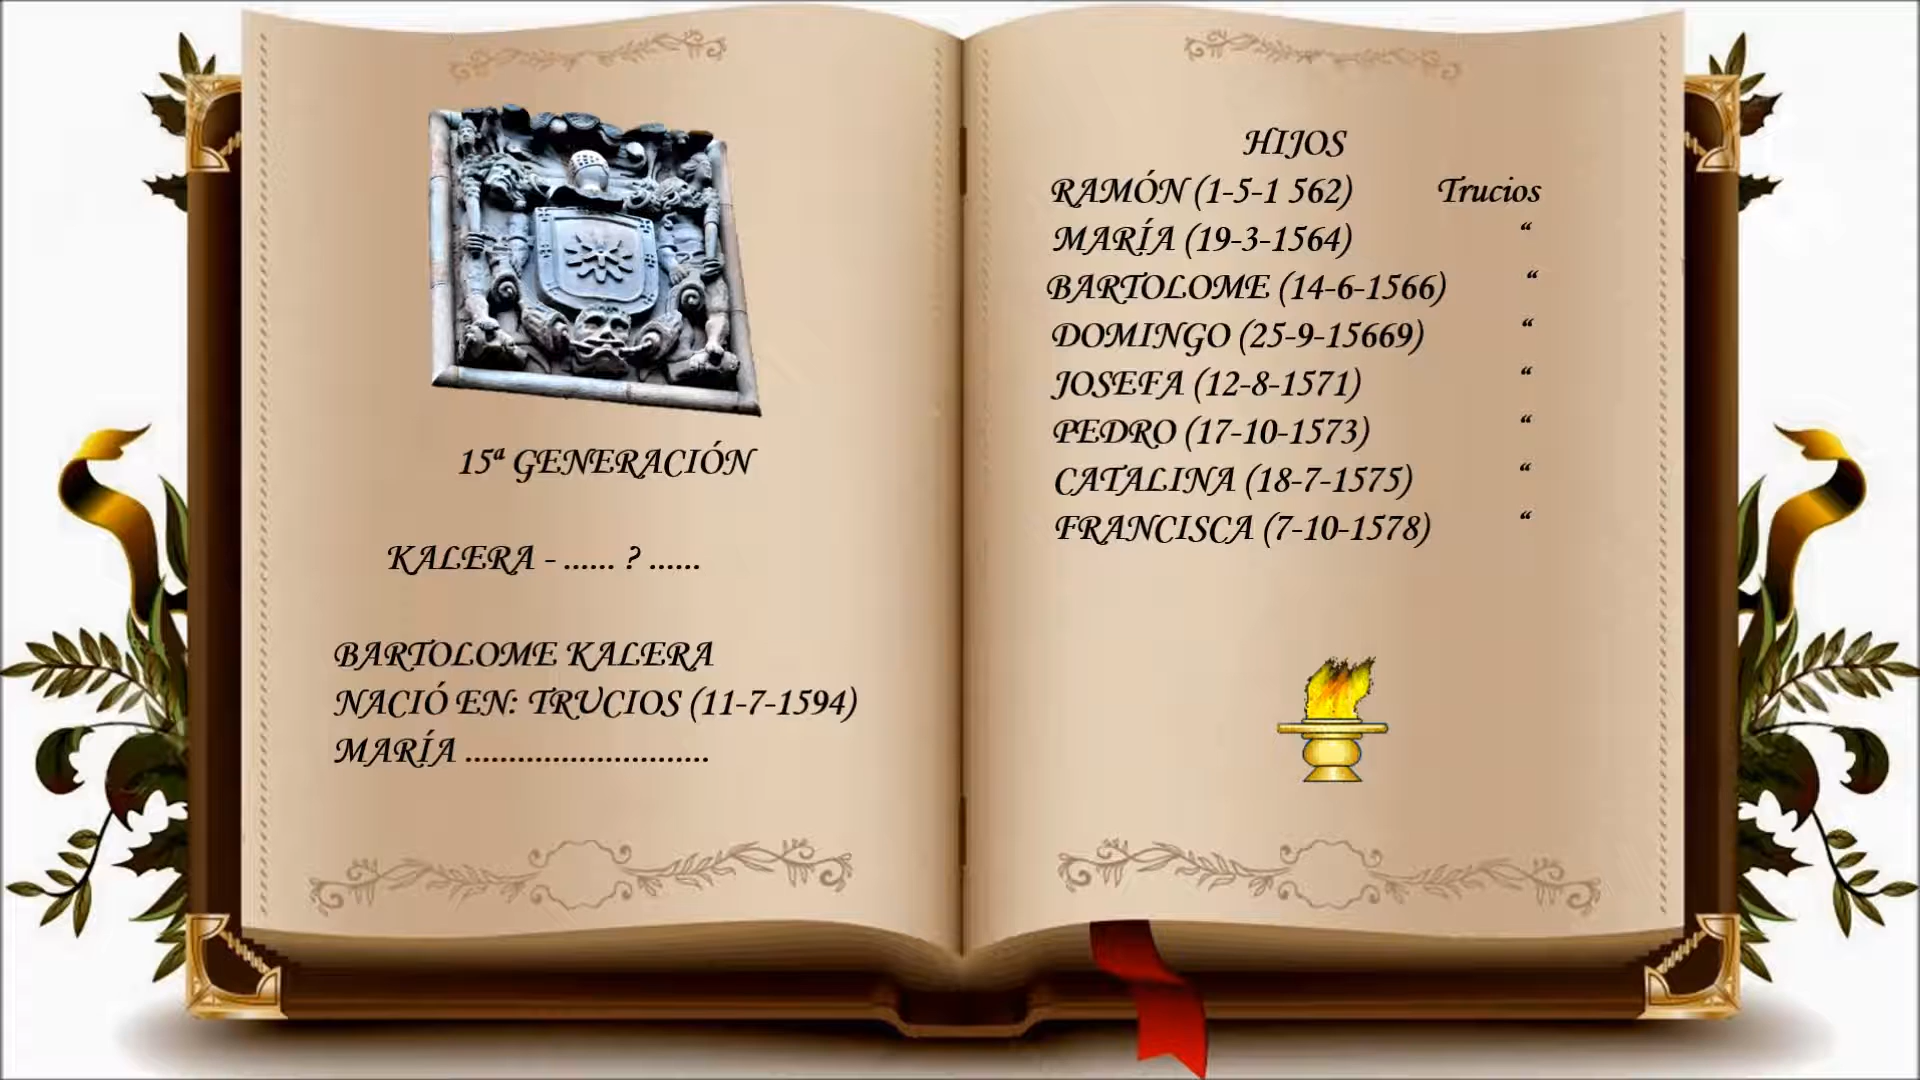 15ª GENERACIÓN
KALERA - ...... ? ......
BARTOLOME KALERA
NACIÓ EN: TRUCIOS (11-7-1594)
MARÍA ............................
HIJOS
RAMÓN (1-5-1 562) Trucios
MARÍA (19-3-1564) “
BARTOLOME (14-6-1566) “
DOMINGO (25-9-15669) “
JOSEFA (12-8-1571) “
PEDRO (17-10-1573) “
CATALINA (18-7-1575) “
FRANCISCA (7-10-1578) “